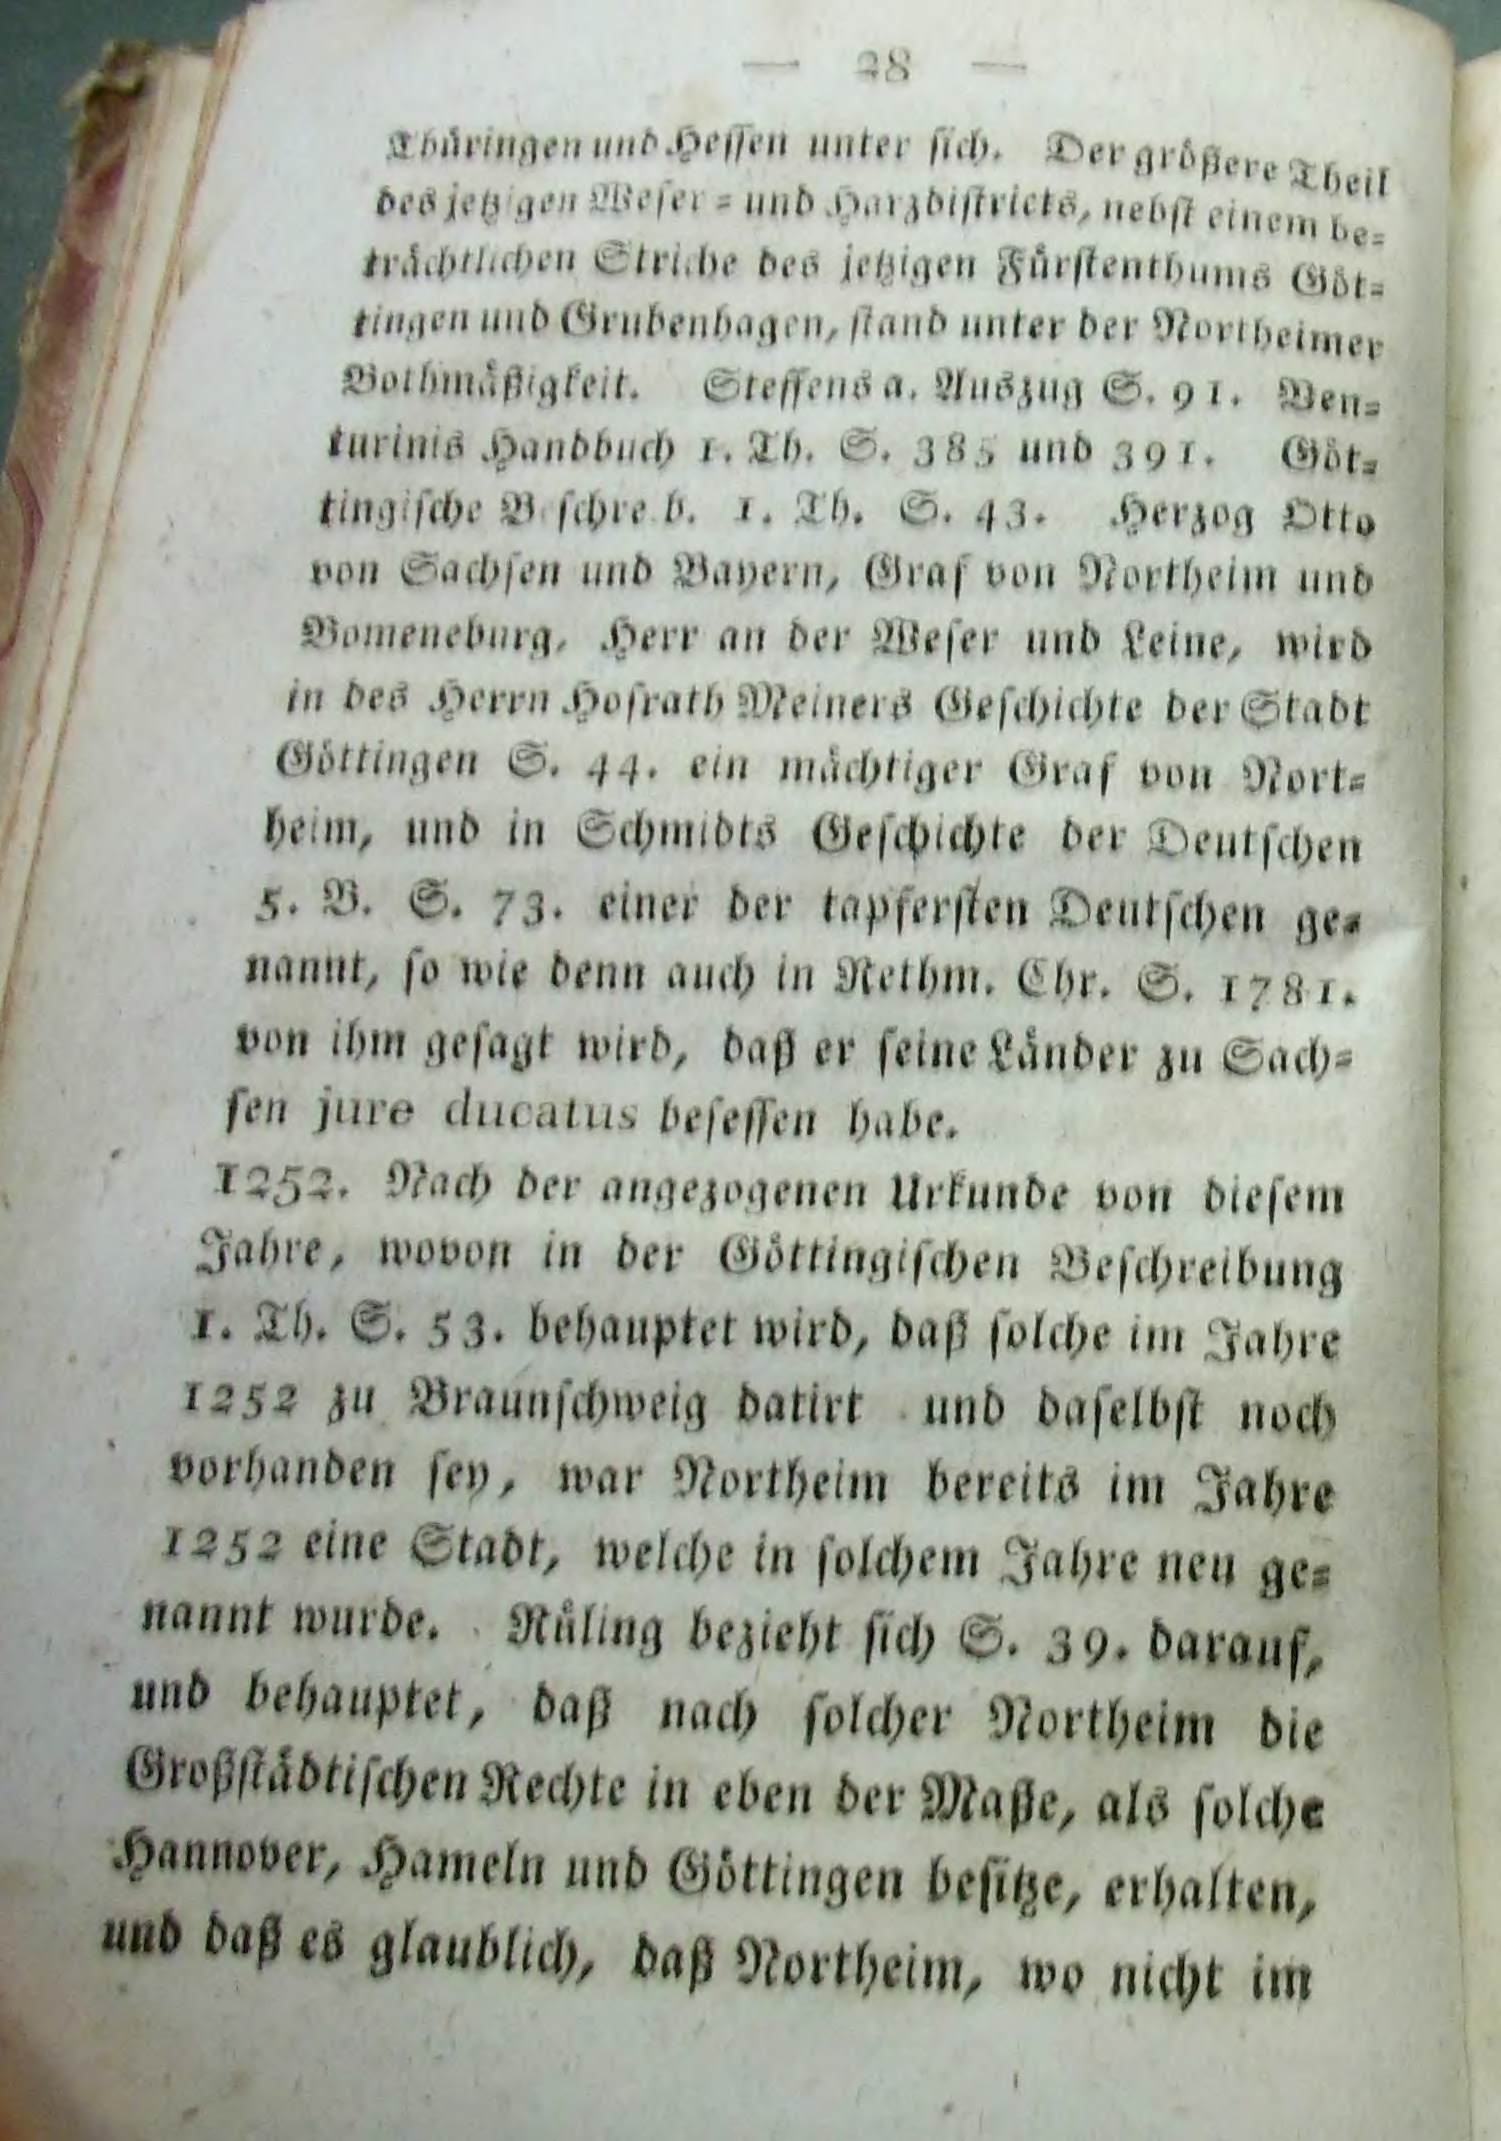 — 28 —
Thüringen und Hessen unter sich. Der größere Theil
des jetzigen Weser= und Harzdistricts, nebst einem be=
trächtlichen Striche des jetzigen Fürstenthums Göt=
tingen und Grubenhagen, stand unter der Northeimer
Bothmäßigkeit. Steffens a. Auszug S. 91. Ven=
turinis Handbuch 1. Th. S. 385 und 391. Göt=
tingische Beschreib. 1. Th. S. 43. Herzog Otto
von Sachsen und Bayern, Graf von Northeim und
Bomeneburg, Herr an der Weser und Leine, wird
in des Herrn Hofrath Meiners Geschichte der Stadt
Göttingen S. 44. ein mächtiger Graf von Nort=
heim, und in Schmidts Geschichte der Deutschen
5. B. S. 73. einer der tapfersten Deutschen ge=
nannt, so wie denn auch in Rethm. Chr. S. 1781.
von ihm gesagt wird, daß er seine Länder zu Sach=
sen jure ducatus besessen habe.
1252. Nach der angezogenen Urkunde von diesem
Jahre, wovon in der Göttingischen Beschreibung
1. Th. S. 53. behauptet wird, daß solche im Jahre
1252 zu Braunschweig datirt und daselbst noch
vorhanden sey, war Northeim bereits im Jahre
1252 eine Stadt, welche in solchem Jahre neu ge=
nannt wurde. Rüling bezieht sich S. 39. darauf,
und behauptet, daß nach solcher Northeim die
Großstädtischen Rechte in eben der Maße, als solche
Hannover, Hameln und Göttingen besitze, erhalten,
und daß es glaublich, daß Northeim, wo nicht im